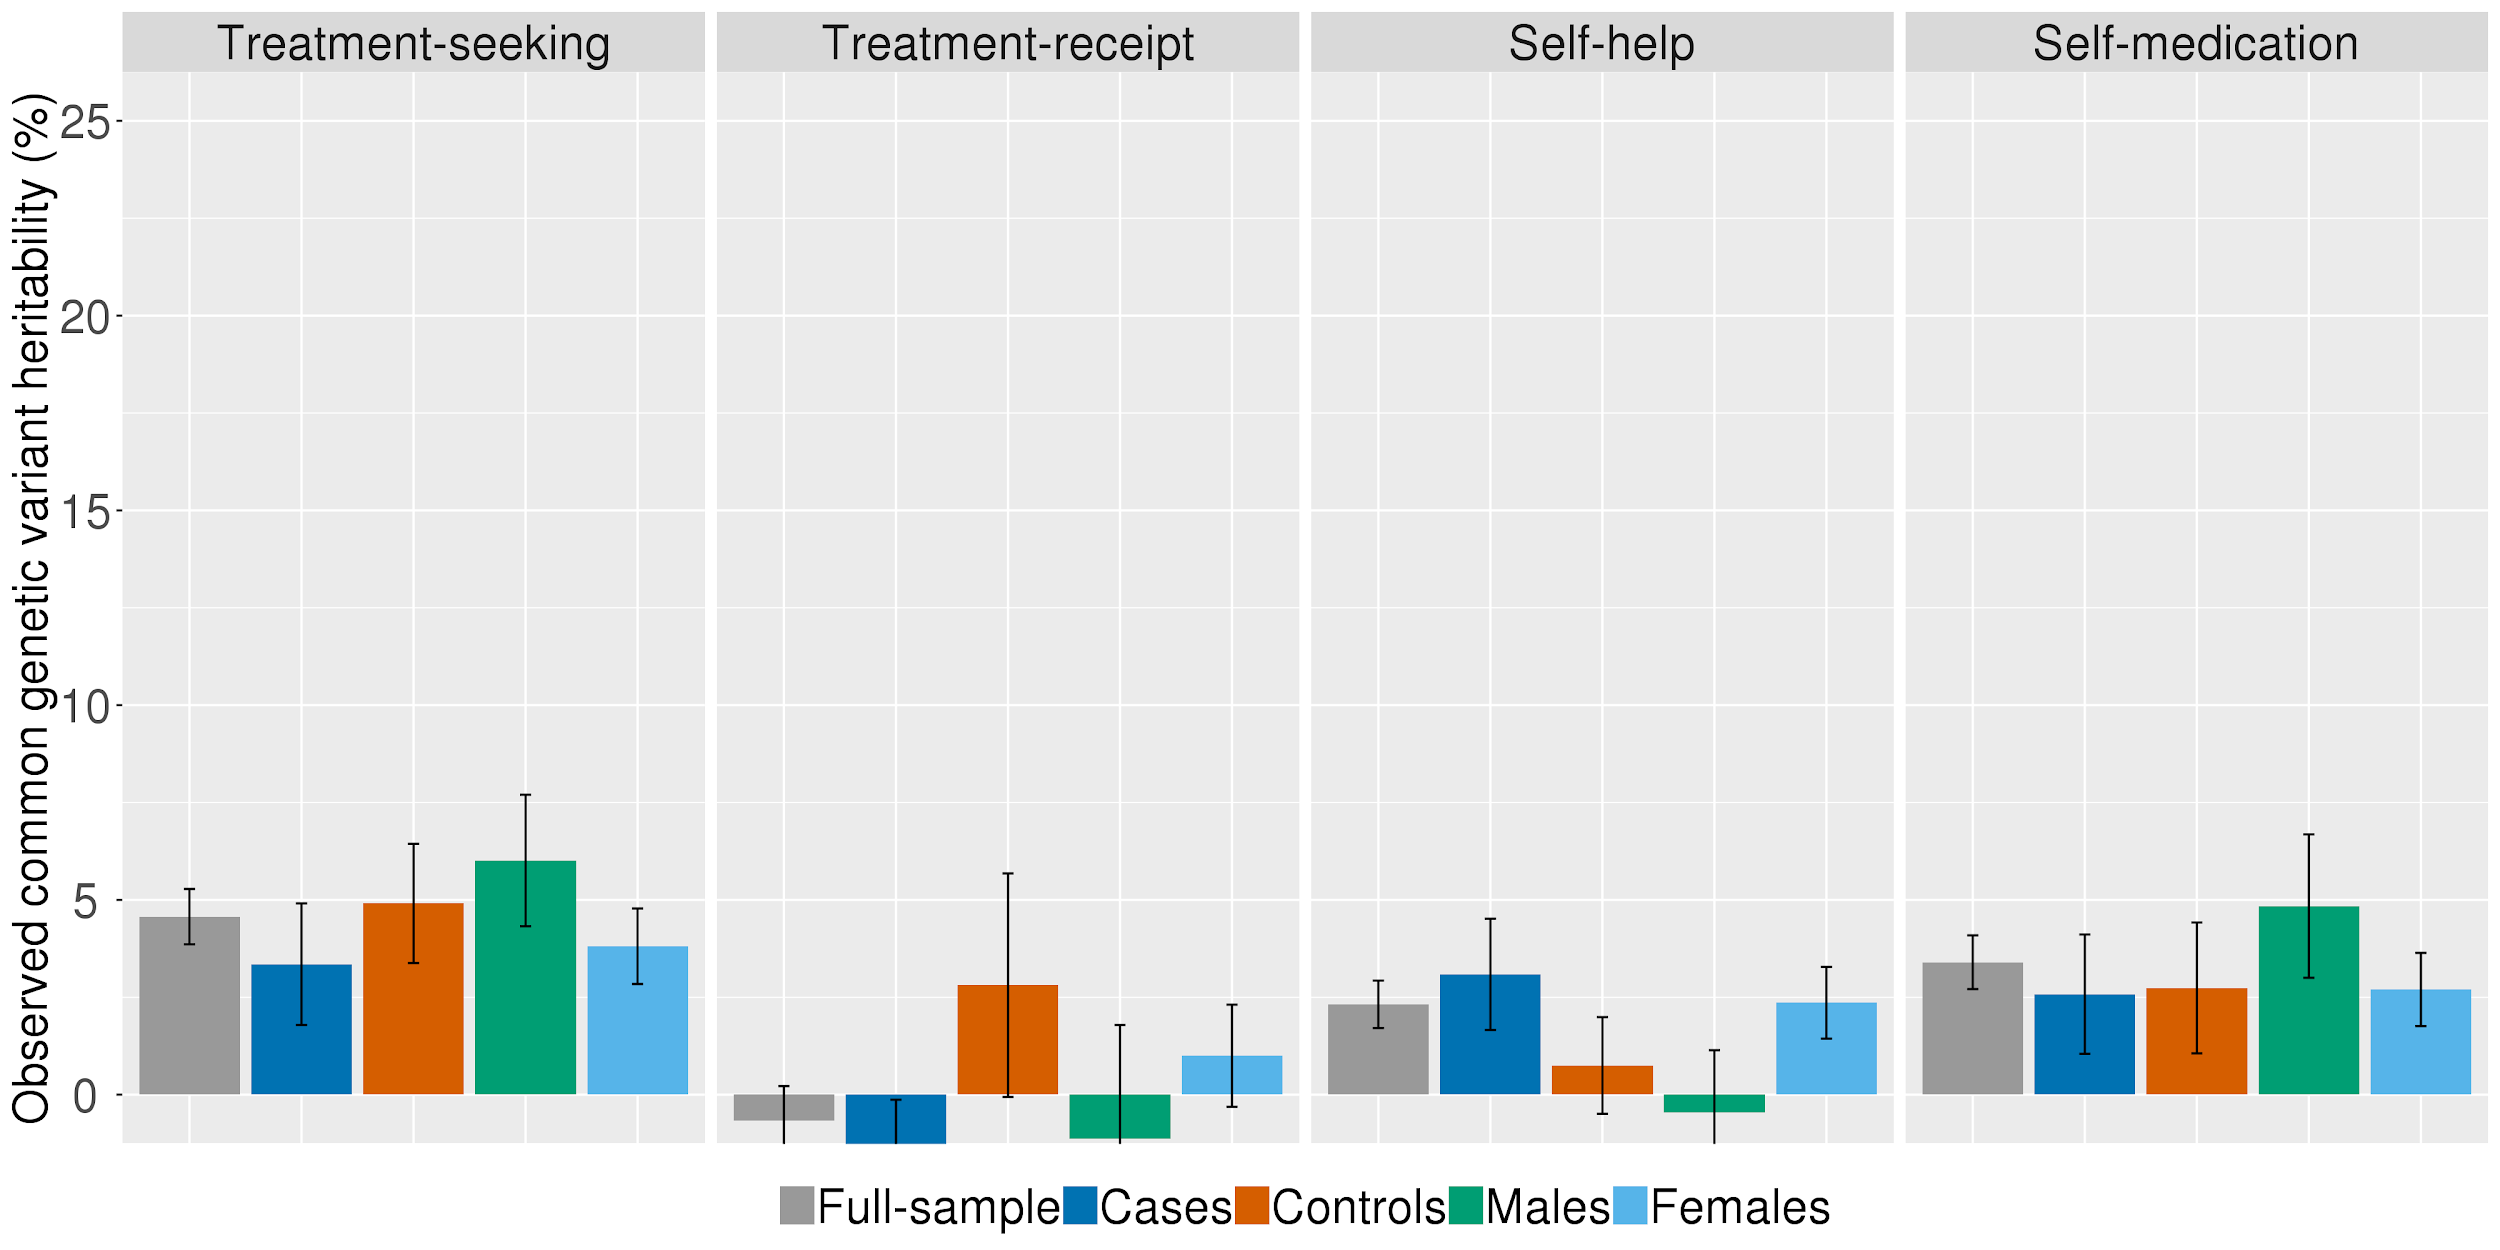 Treatment-seeking Treatment-receipt Self-help Self-medication
Observed common genetic variant heritability (%)
25
20
15
10
5
0
Full-sample Cases Controls Males Females